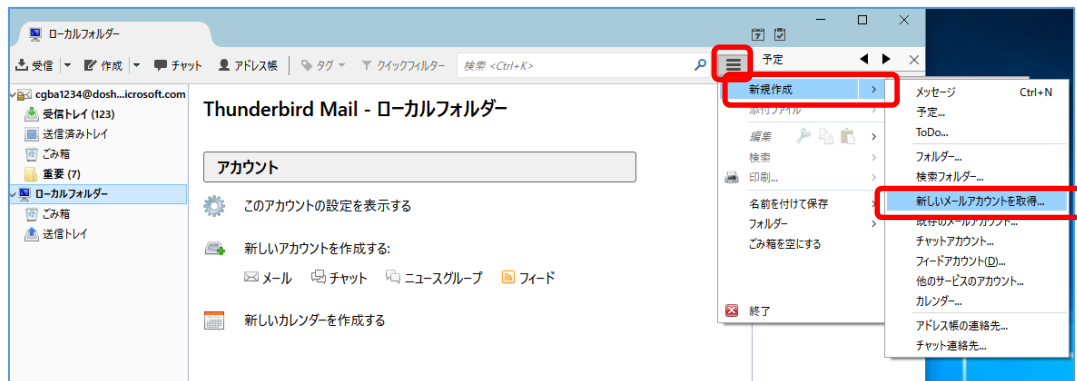 ローカルフォルダー
受信 作成 チャット アドレス帳 タグ クイックフィルター 検索 <Ctrl+K>
予定
cgba1234@dosh...icrosoft.com
受信トレイ (123)
送信済みトレイ
ごみ箱
重要 (7)
ローカルフォルダー
ごみ箱
送信トレイ
Thunderbird Mail - ローカルフォルダー
アカウント
このアカウントの設定を表示する
新しいアカウントを作成する:
メール チャット ニュースグループ フィード
新しいカレンダーを作成する
新規作成
添付ファイル
編集
検索
印刷...
名前を付けて保存
フォルダー
ごみ箱を空にする
終了
メッセージ Ctrl+N
予定...
ToDo...
フォルダー...
検索フォルダー...
新しいメールアカウントを取得...
既存のメールアカウント...
チャットアカウント...
フィードアカウント(D)...
他のサービスのアカウント...
カレンダー...
アドレス帳の連絡先...
チャット連絡先...